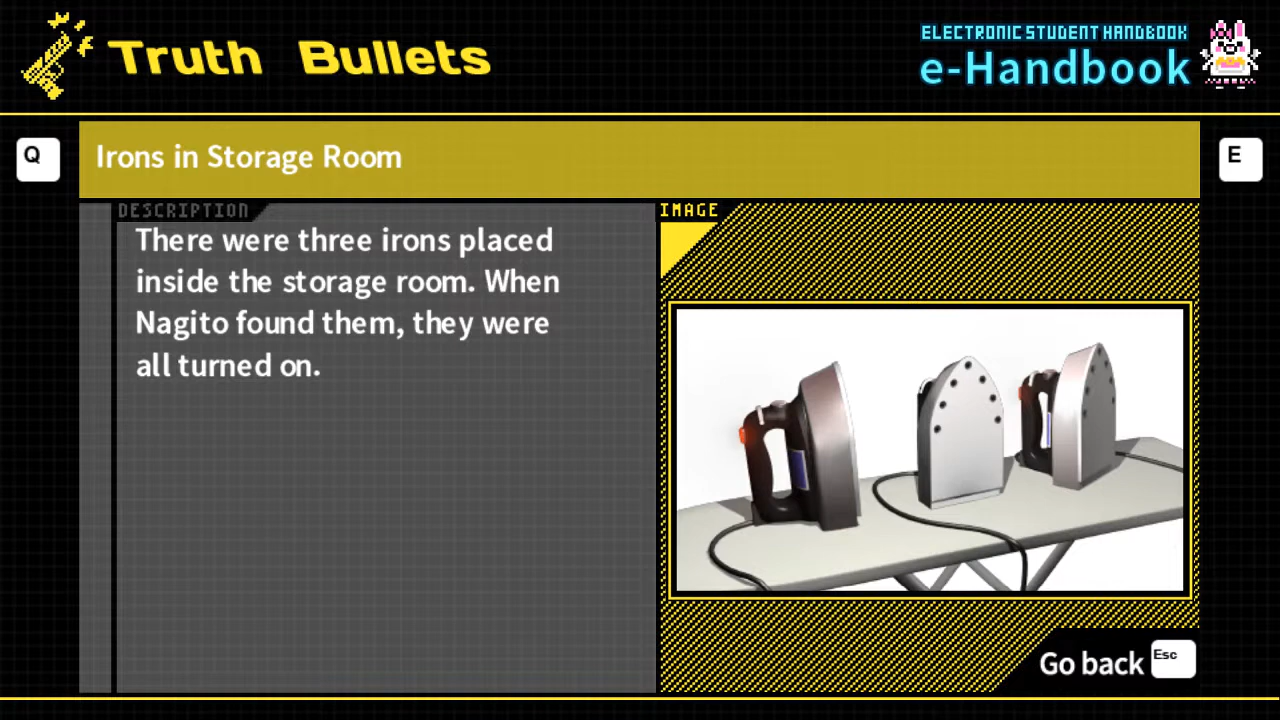 Truth Bullets
ELECTRONIC STUDENT HANDBOOK
e-Handbook
Q
E
Irons in Storage Room
DESCRIPTION
IMAGE
There were three irons placed
inside the storage room. When
Nagito found them, they were
all turned on.
Go back
Esc